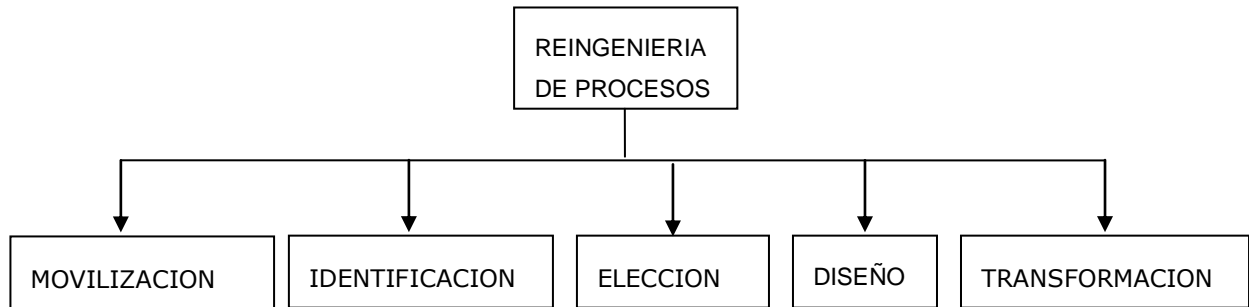 REINGENIERIA
DE PROCESOS
MOVILIZACION
IDENTIFICACION
ELECCION
DISEÑO
TRANSFORMACION